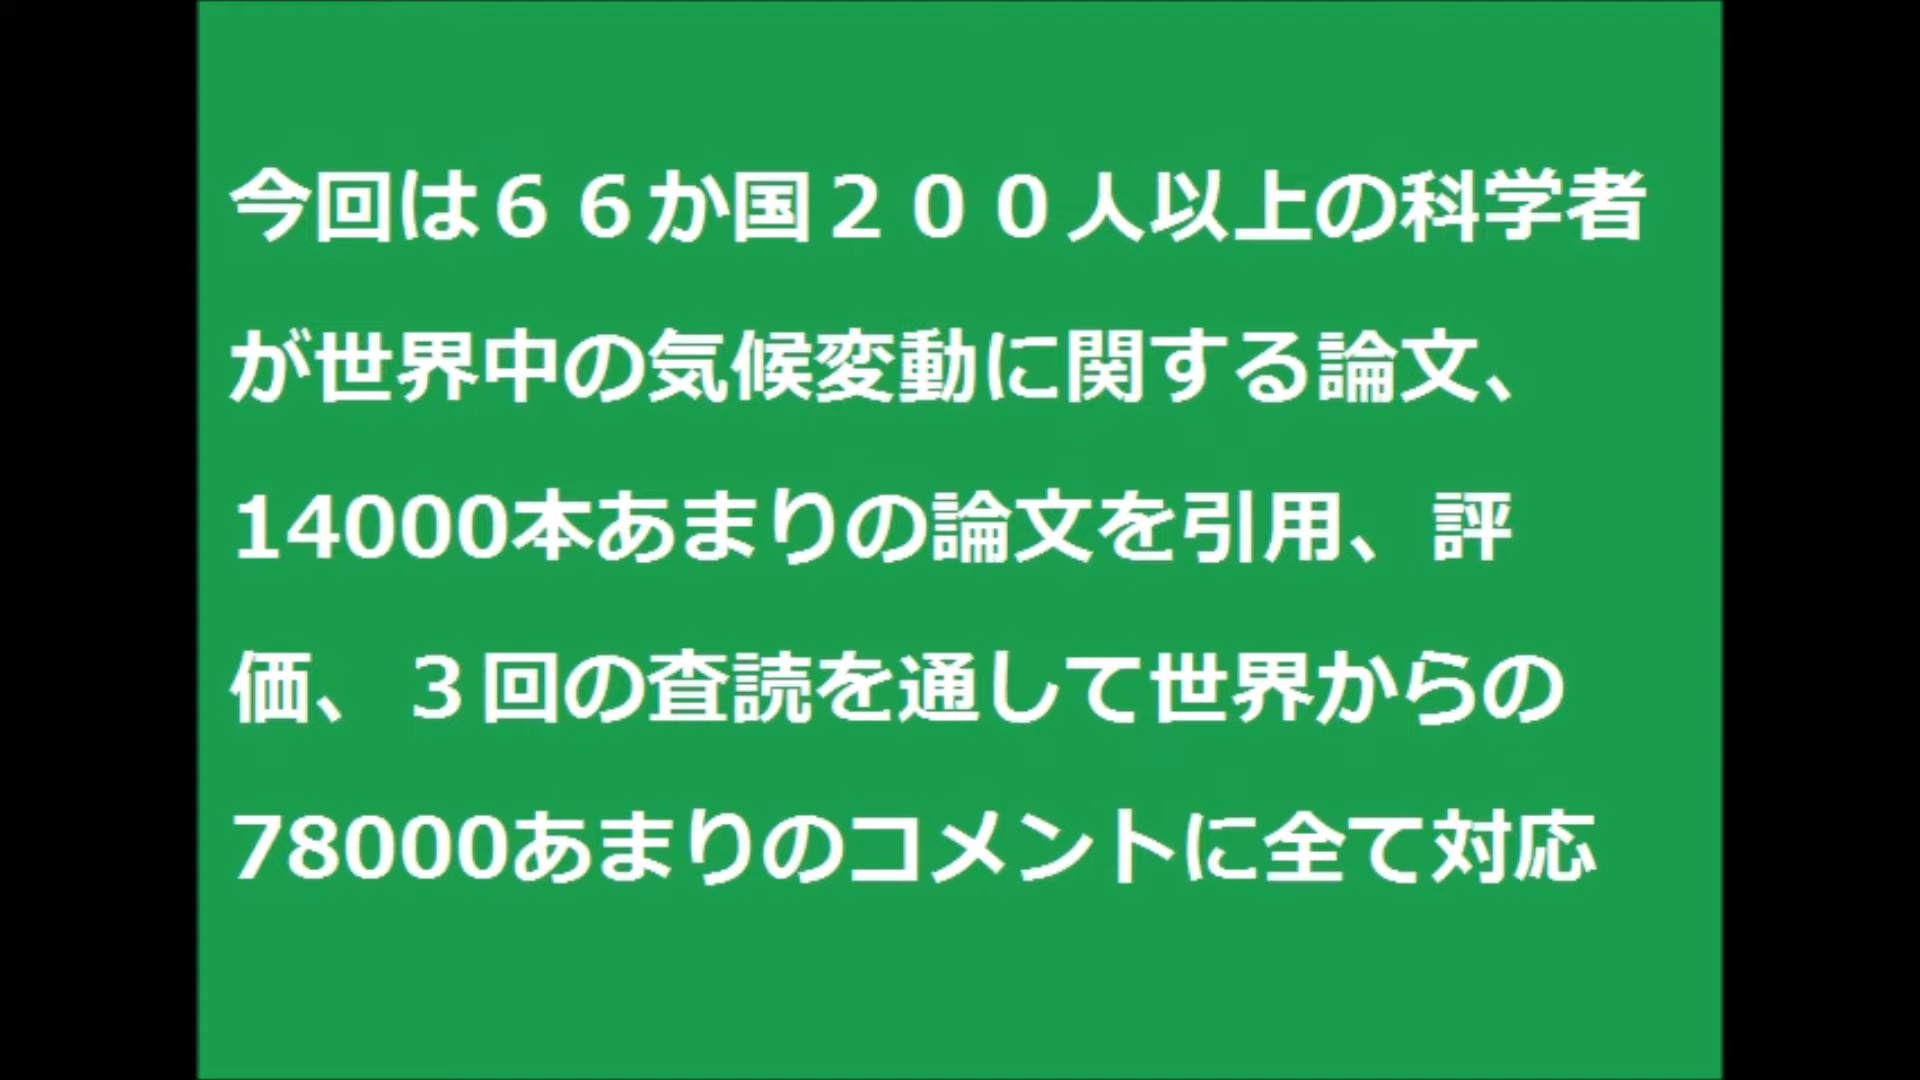 今回は６６か国２００人以上の科学者
が世界中の気候変動に関する論文、
14000本あまりの論文を引用、評
価、３回の査読を通して世界からの
78000あまりのコメントに全て対応